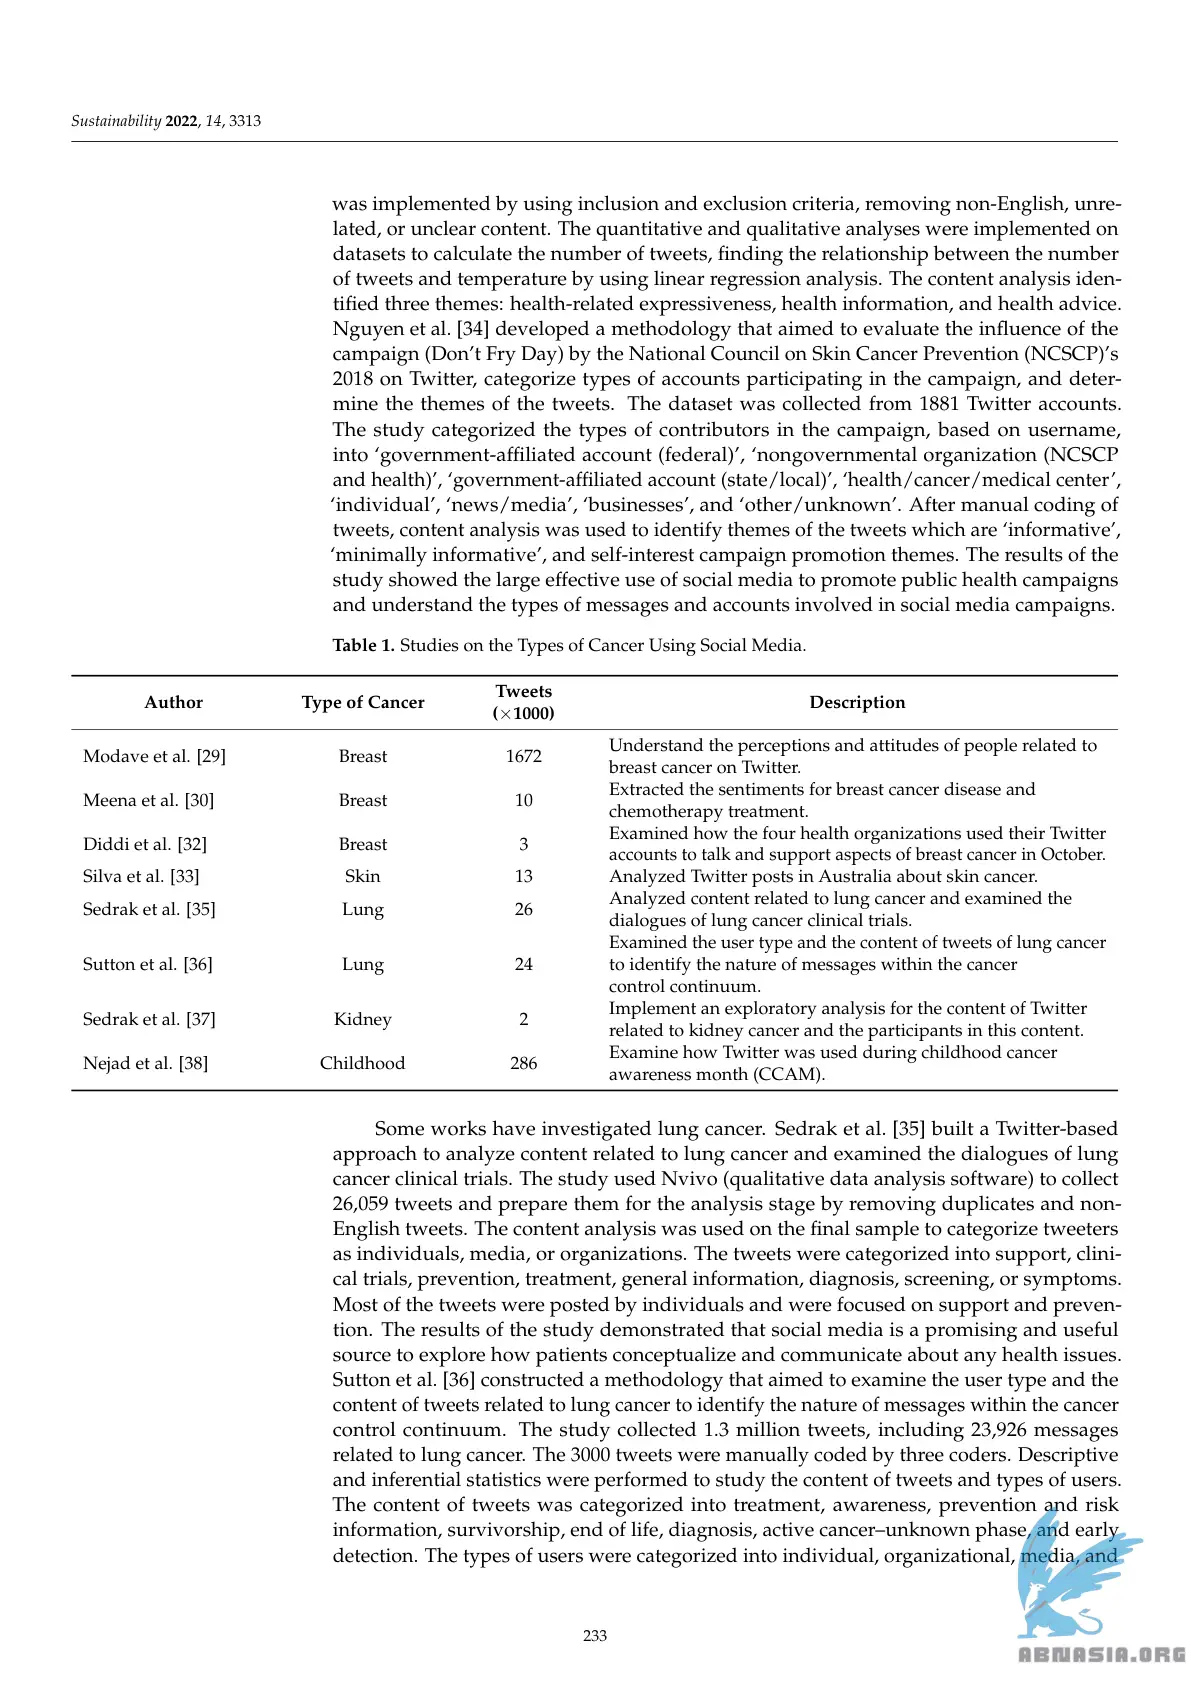 Sustainability 2022, 14, 3313
was implemented by using inclusion and exclusion criteria, removing non-English, unre-
lated, or unclear content. The quantitative and qualitative analyses were implemented on
datasets to calculate the number of tweets, finding the relationship between the number
of tweets and temperature by using linear regression analysis. The content analysis iden-
tified three themes: health-related expressiveness, health information, and health advice.
Nguyen et al. [34] developed a methodology that aimed to evaluate the influence of the
campaign (Don’t Fry Day) by the National Council on Skin Cancer Prevention (NCSCP)’s
2018 on Twitter, categorize types of accounts participating in the campaign, and deter-
mine the themes of the tweets. The dataset was collected from 1881 Twitter accounts.
The study categorized the types of contributors in the campaign, based on username,
into ‘government-affiliated account (federal)’, ‘nongovernmental organization (NCSCP
and health)’, ‘government-affiliated account (state/local)’, ‘health/cancer/medical center’,
‘individual’, ‘news/media’, ‘businesses’, and ‘other/unknown’. After manual coding of
tweets, content analysis was used to identify themes of the tweets which are ‘informative’,
‘minimally informative’, and self-interest campaign promotion themes. The results of the
study showed the large effective use of social media to promote public health campaigns
and understand the types of messages and accounts involved in social media campaigns.
Table 1. Studies on the Types of Cancer Using Social Media.
Author Type of Cancer Tweets (×1000) Description
Modave et al. [29] Breast 1672 Understand the perceptions and attitudes of people related to
breast cancer on Twitter.
Meena et al. [30] Breast 10 Extracted the sentiments for breast cancer disease and
chemotherapy treatment.
Diddi et al. [32] Breast 3 Examined how the four health organizations used their Twitter
accounts to talk and support aspects of breast cancer in October.
Silva et al. [33] Skin 13 Analyzed Twitter posts in Australia about skin cancer.
Sedrak et al. [35] Lung 26 Analyzed content related to lung cancer and examined the
dialogues of lung cancer clinical trials.
Sutton et al. [36] Lung 24 Examined the user type and the content of tweets of lung cancer
to identify the nature of messages within the cancer
control continuum.
Sedrak et al. [37] Kidney 2 Implement an exploratory analysis for the content of Twitter
related to kidney cancer and the participants in this content.
Nejad et al. [38] Childhood 286 Examine how Twitter was used during childhood cancer
awareness month (CCAM).
Some works have investigated lung cancer. Sedrak et al. [35] built a Twitter-based
approach to analyze content related to lung cancer and examined the dialogues of lung
cancer clinical trials. The study used Nvivo (qualitative data analysis software) to collect
26,059 tweets and prepare them for the analysis stage by removing duplicates and non-
English tweets. The content analysis was used on the final sample to categorize tweeters
as individuals, media, or organizations. The tweets were categorized into support, clini-
cal trials, prevention, treatment, general information, diagnosis, screening, or symptoms.
Most of the tweets were posted by individuals and were focused on support and preven-
tion. The results of the study demonstrated that social media is a promising and useful
source to explore how patients conceptualize and communicate about any health issues.
Sutton et al. [36] constructed a methodology that aimed to examine the user type and the
content of tweets related to lung cancer to identify the nature of messages within the cancer
control continuum. The study collected 1.3 million tweets, including 23,926 messages
related to lung cancer. The 3000 tweets were manually coded by three coders. Descriptive
and inferential statistics were performed to study the content of tweets and types of users.
The content of tweets was categorized into treatment, awareness, prevention and risk
information, survivorship, end of life, diagnosis, active cancer–unknown phase, and early
detection. The types of users were categorized into individual, organizational, media, and
233
ABNASIA.ORG